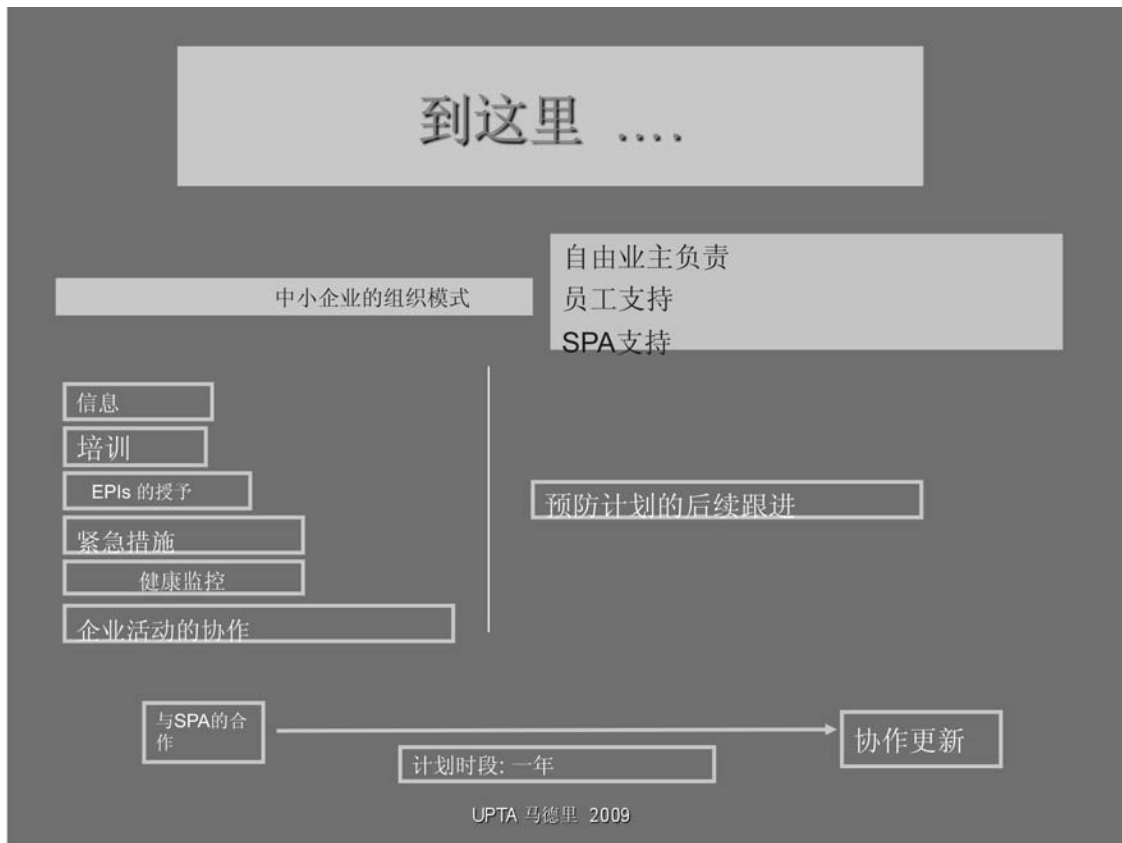 到这里 ….
中小企业的组织模式
自由业主负责
员工支持
SPA支持
信息
培训
EPIs 的授予
紧急措施
健康监控
企业活动的协作
预防计划的后续跟进
与SPA的合
作
协作更新
计划时段: 一年
UPTA 马德里 2009